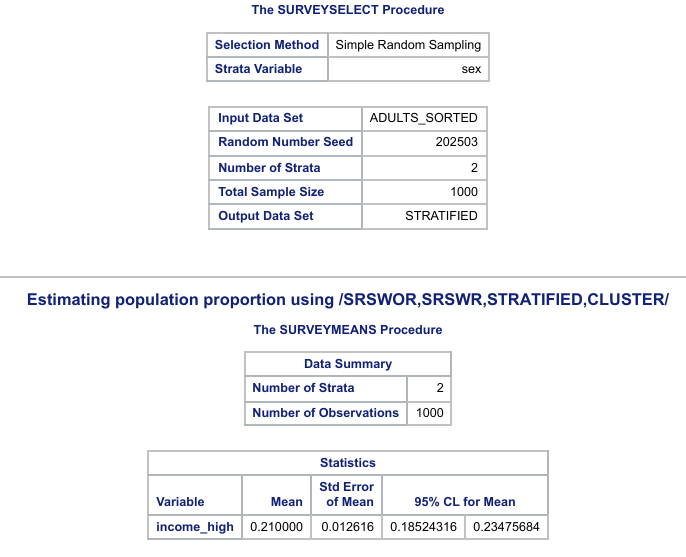 The SURVEYSELECT Procedure
Selection Method Simple Random Sampling
Strata Variable sex
Input Data Set ADULTS_SORTED
Random Number Seed 202503
Number of Strata 2
Total Sample Size 1000
Output Data Set STRATIFIED
Estimating population proportion using /SRSWOR,SRSWR,STRATIFIED,CLUSTER/
The SURVEYMEANS Procedure
Data Summary
Number of Strata 2
Number of Observations 1000
Statistics
Variable Mean Std Error of Mean 95% CL for Mean
income_high 0.210000 0.012616 0.18524316 0.23475684